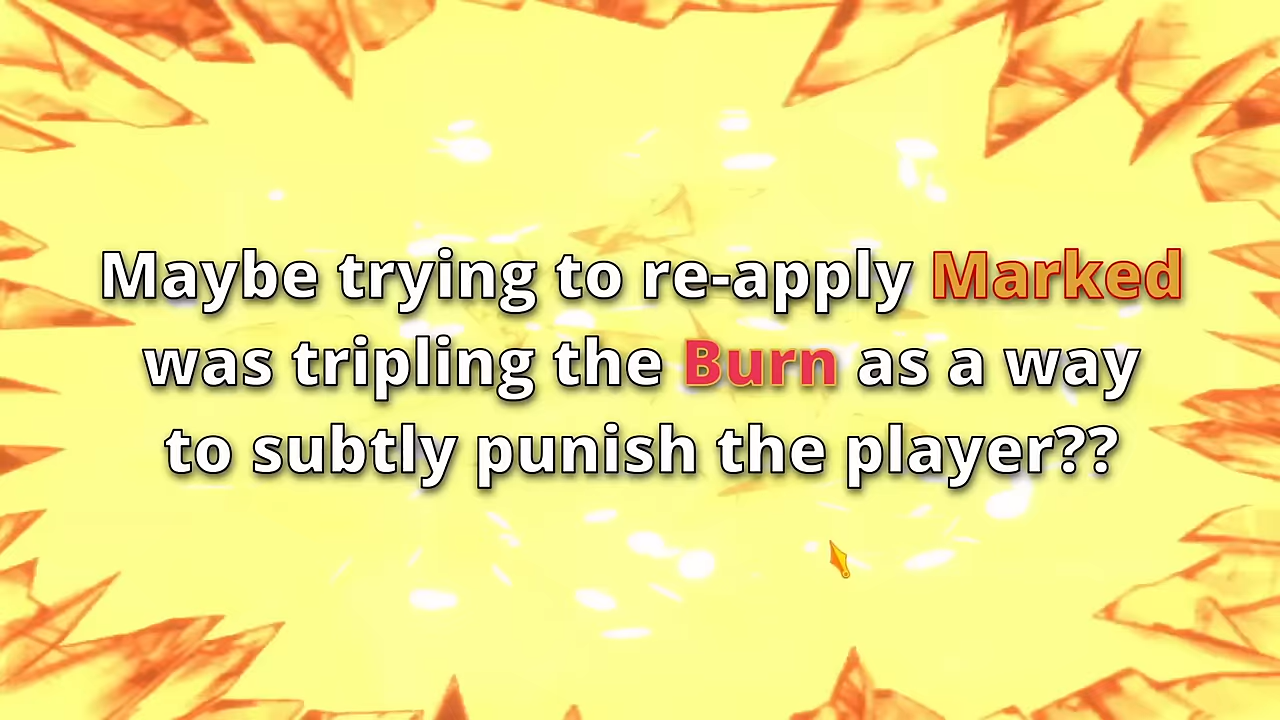 Maybe trying to re-apply Marked
was tripling the Burn as a way
to subtly punish the player??